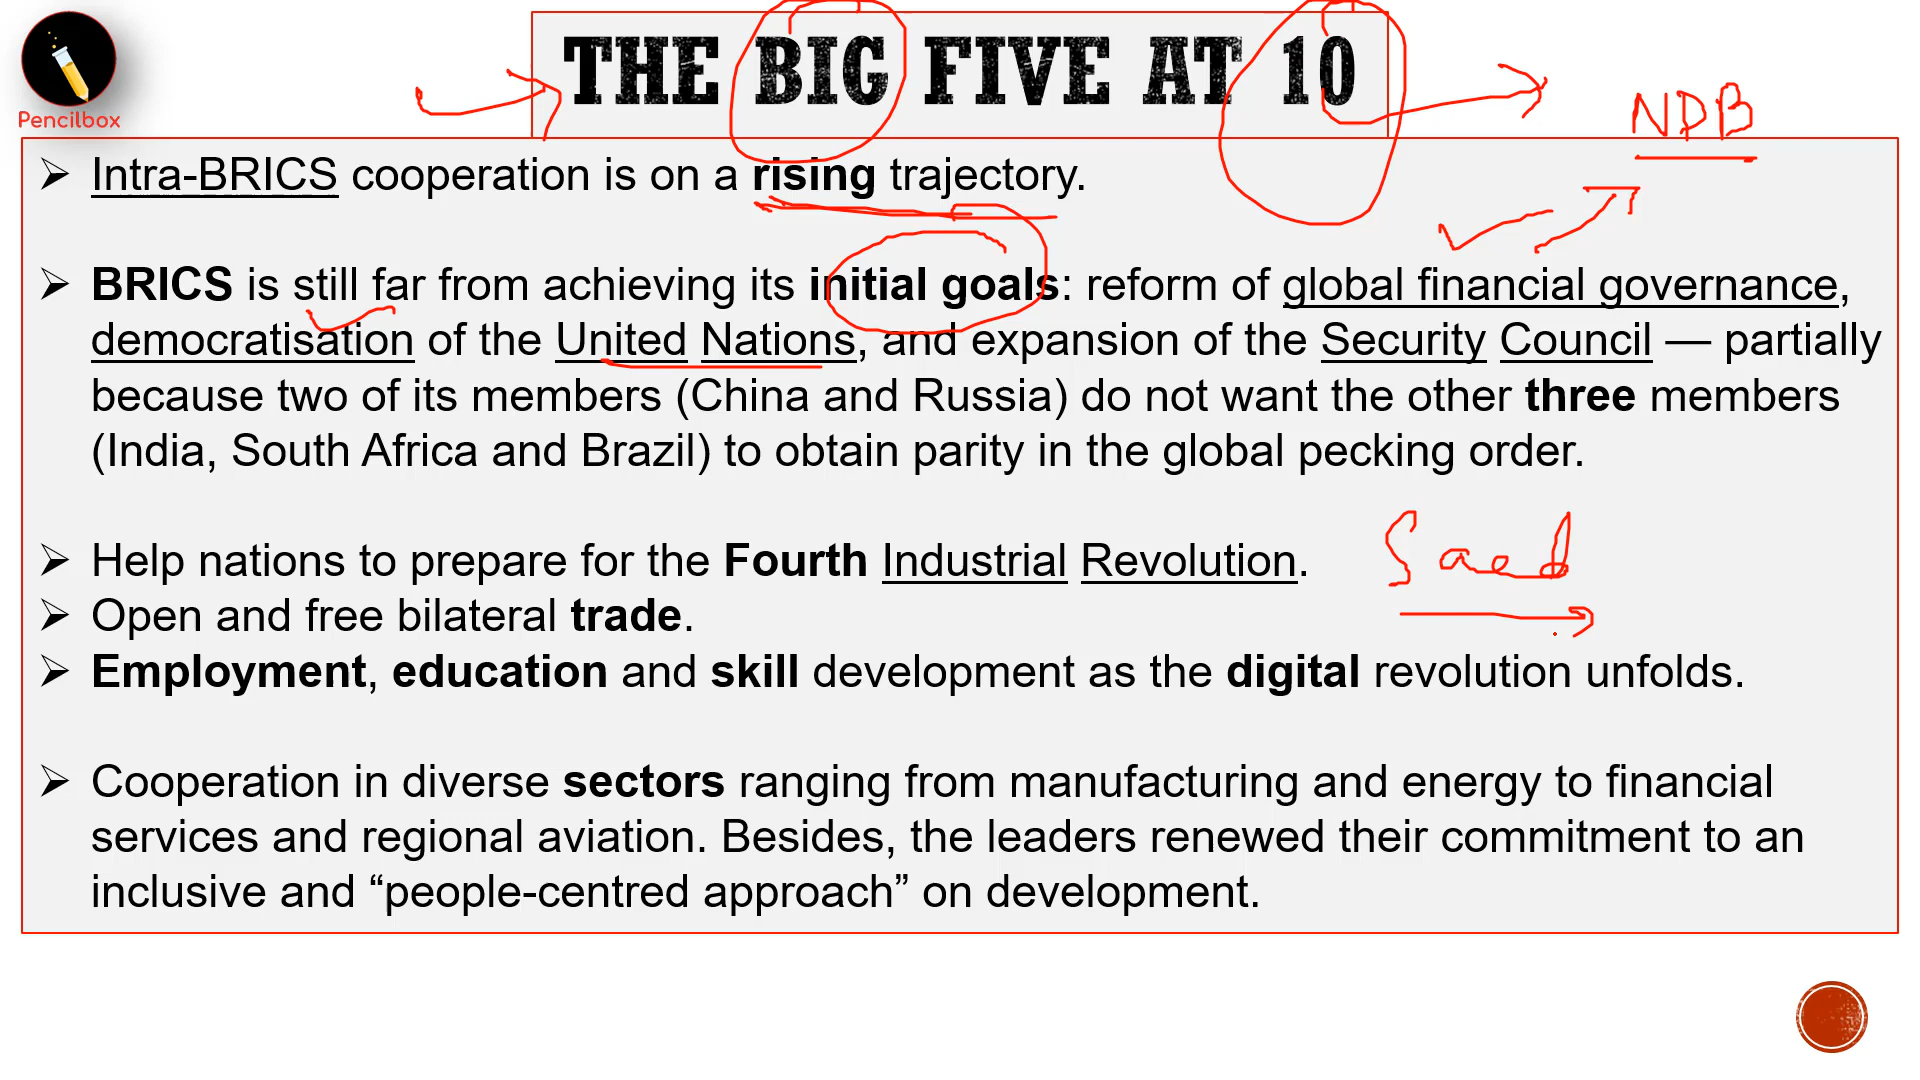 THE BIG FIVE AT 10
NDB
Pencilbox
➢ Intra-BRICS cooperation is on a rising trajectory.
➢ BRICS is still far from achieving its initial goals: reform of global financial governance,
democratisation of the United Nations, and expansion of the Security Council — partially
because two of its members (China and Russia) do not want the other three members
(India, South Africa and Brazil) to obtain parity in the global pecking order.
➢ Help nations to prepare for the Fourth Industrial Revolution.
Saed
➢ Open and free bilateral trade.
➢ Employment, education and skill development as the digital revolution unfolds.
➢ Cooperation in diverse sectors ranging from manufacturing and energy to financial
services and regional aviation. Besides, the leaders renewed their commitment to an
inclusive and “people-centred approach” on development.